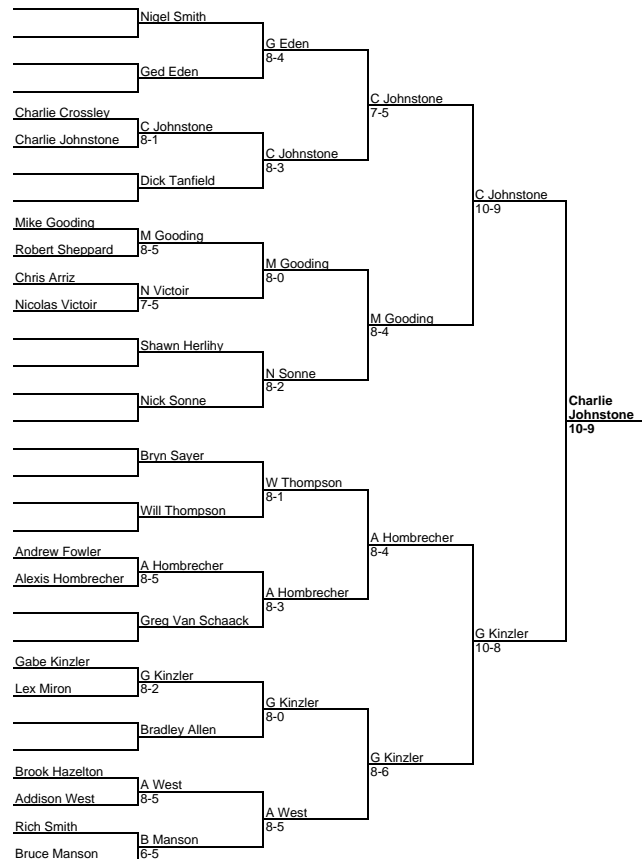 Nigel Smith
G Eden
8-4
Ged Eden
C Johnstone
7-5
Charlie Crossley
C Johnstone
Charlie Johnstone
8-1
C Johnstone
8-3
Dick Tanfield
C Johnstone
10-9
Mike Gooding
M Gooding
Robert Sheppard
8-5
M Gooding
8-0
Chris Arriz
N Victoir
Nicolas Victoir
7-5
M Gooding
8-4
Shawn Herlihy
N Sonne
8-2
Nick Sonne
Charlie
Johnstone
10-9
Bryn Sayer
W Thompson
8-1
Will Thompson
A Hombrecher
8-4
Andrew Fowler
A Hombrecher
Alexis Hombrecher
8-5
A Hombrecher
8-3
Greg Van Schaack
G Kinzler
10-8
Gabe Kinzler
G Kinzler
Lex Miron
8-2
G Kinzler
8-0
Bradley Allen
G Kinzler
8-6
Brook Hazelton
A West
Addison West
8-5
A West
8-5
Rich Smith
B Manson
Bruce Manson
6-5